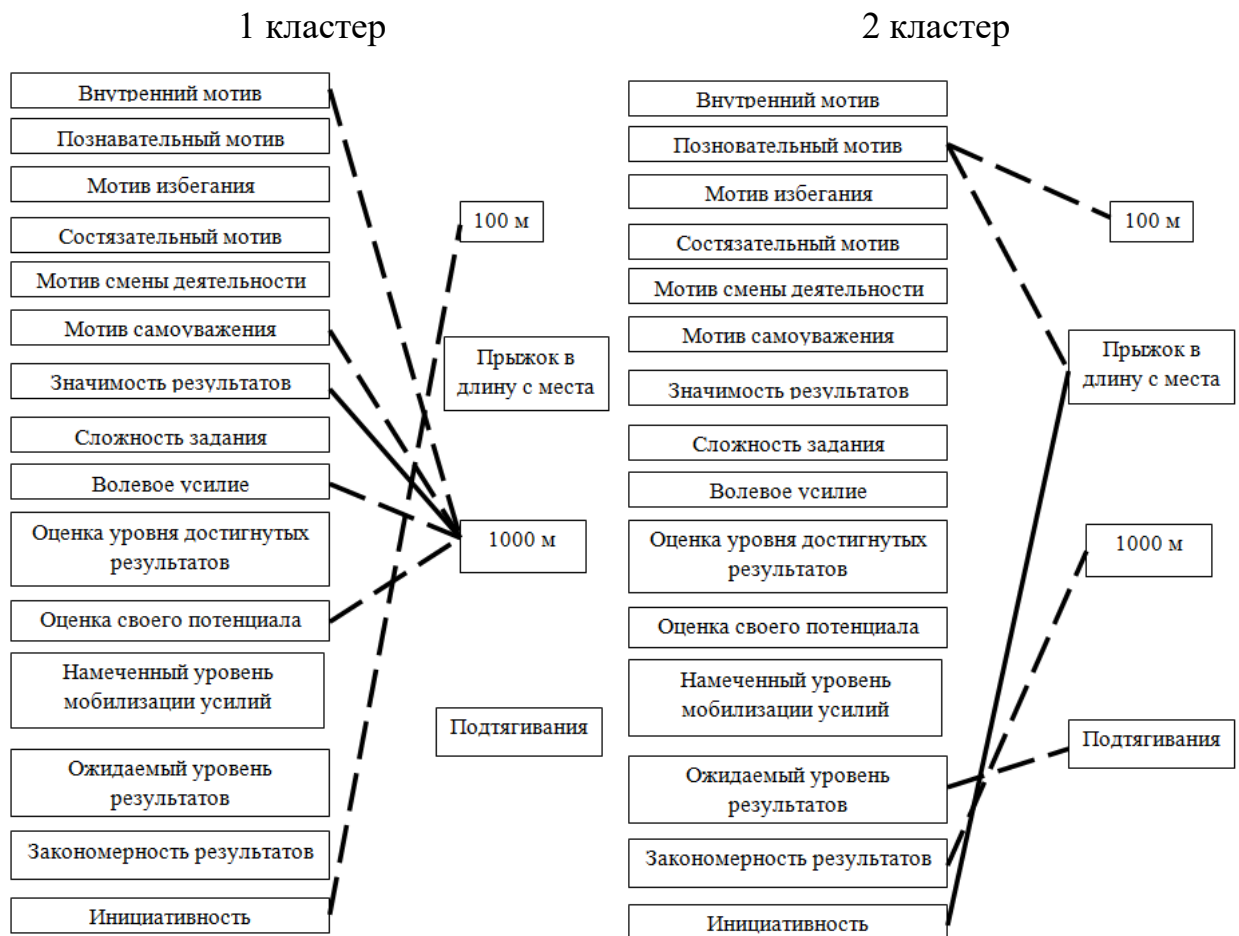 1 кластер
Внутренний мотив
Познавательный мотив
Мотив избегания
Состязательный мотив
Мотив смены деятельности
Мотив самоуважения
Значимость результатов
Сложность задания
Волевое усилие
Оценка уровня достигнутых
результатов
Оценка своего потенциала
Намеченный уровень
мобилизации усилий
Ожидаемый уровень
результатов
Закономерность результатов
Инициативность
100 м
Прыжок в
длину с места
1000 м
Подтягивания
2 кластер
Внутренний мотив
Позновательный мотив
Мотив избегания
Состязательный мотив
Мотив смены деятельности
Мотив самоуважения
Значимость результатов
Сложность задания
Волевое усилие
Оценка уровня достигнутых
результатов
Оценка своего потенциала
Намеченный уровень
мобилизации усилий
Ожидаемый уровень
результатов
Закономерность результатов
Инициативность
100 м
Прыжок в
длину с места
1000 м
Подтягивания